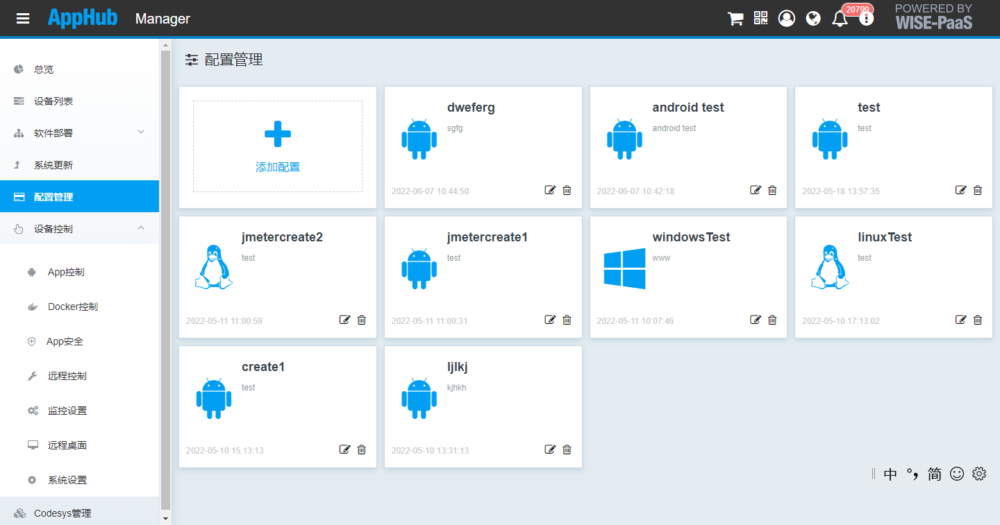 AppHub Manager
20799
POWERED BY
WISE-PaaS
总览
设备列表
软件部署
系统更新
配置管理
设备控制
App控制
Docker控制
App安全
远程控制
监控设置
远程桌面
系统设置
Codesys管理
配置管理
添加配置
dweferg
sgfg
2022-06-07 10:44:50
android test
android test
2022-06-07 10:42:18
test
test
2022-05-18 13:57:35
jmetercreate2
test
2022-05-11 11:00:59
jmetercreate1
test
2022-05-11 11:00:31
windowsTest
www
2022-05-11 10:07:46
linuxTest
test
2022-05-10 17:13:02
create1
test
2022-05-10 15:13:13
ljlkj
kjhkh
2022-05-10 13:31:13
中 °, 简